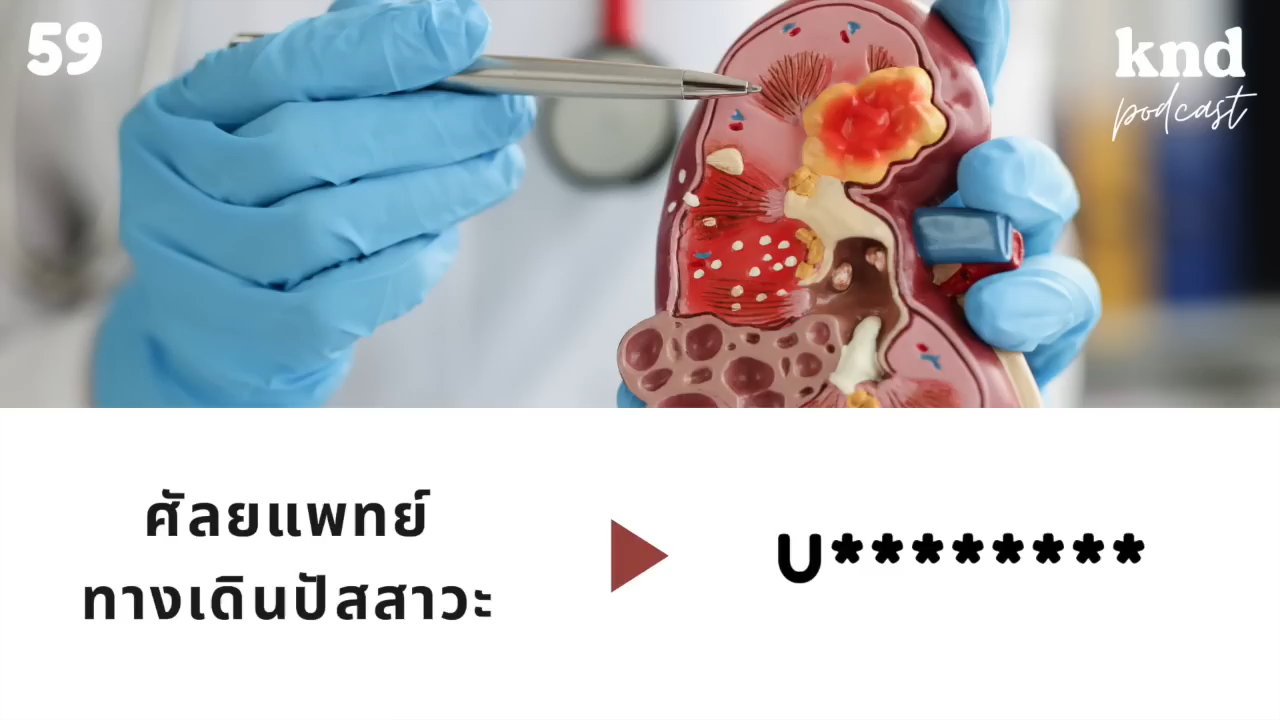 59
knd
podcast
ศัลยแพทย์
ทางเดินปัสสาวะ
U********